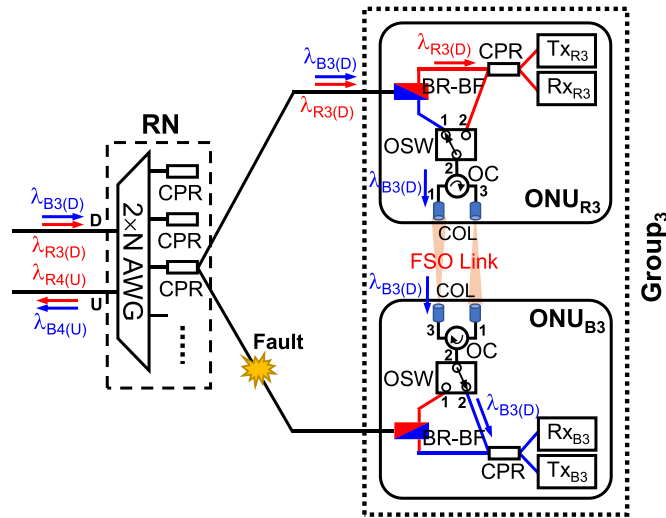 λB3(D)
λR3(D)
CPR
TxR3
RxR3
BR-BF
λB3(D)
λR3(D)
1 2
OSW
2
OC
λB3(D)
1 3
ONUR3
COL
RN
CPR
CPR
CPR
2×N AWG
λB3(D)
D
λR3(D)
λR4(U)
U
λB4(U)
FSO Link
Group3
λB3(D)
COL
ONUB3
3 1
OC
2
OSW
1 2
λB3(D)
Fault
BR-BF
CPR
RxB3
TxB3